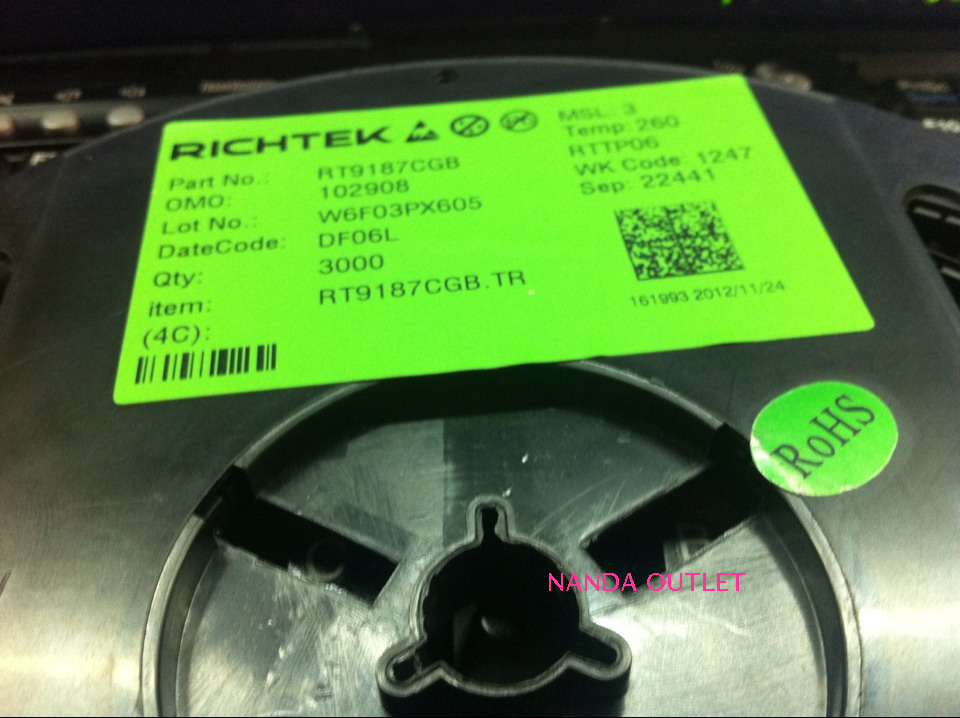 RICHTEK
Part No.: RT9187CGB
OMO: 102908
Lot No.: W6F03PX605
DateCode: DF06L
Qty: 3000
item: RT9187CGB.TR
(4C):
MSL: 3
Temp: 260
RTTP06
WK Code: 1247
Sep: 22441
161993 2012/11/24
RoHS
NANDA OUTLET